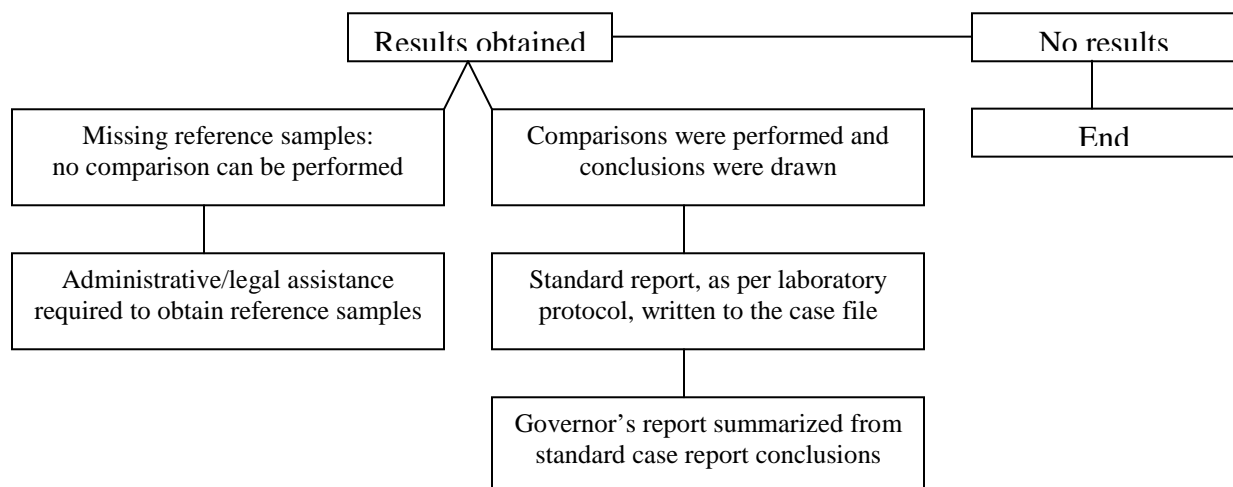 Results obtained
No results
Missing reference samples:
no comparison can be performed
Comparisons were performed and
conclusions were drawn
End
Administrative/legal assistance
required to obtain reference samples
Standard report, as per laboratory
protocol, written to the case file
Governor’s report summarized from
standard case report conclusions